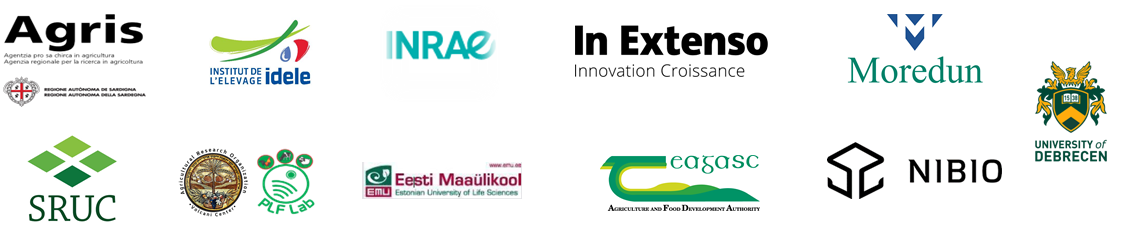 Agris
Agentzia pro sa chirca in agricultura
Agenzia regionale per la ricerca in agricoltura
REGIONE AUTÒNOMA DE SARDIGNA
REGIONE AUTONOMA DELLA SARDEGNA
INSTITUT DE
L'ELEVAGE idele
INRAE
In Extenso
Innovation Croissance
Moredun
UNIVERSITY of
DEBRECEN
SRUC
Agricultural Research Organization
Volcani Center
PLF Lab
www.emu.ee
EMU
Eesti Maaülikool
Estonian University of Life Sciences
Teagasc
AGRICULTURE AND FOOD DEVELOPMENT AUTHORITY
NIBIO